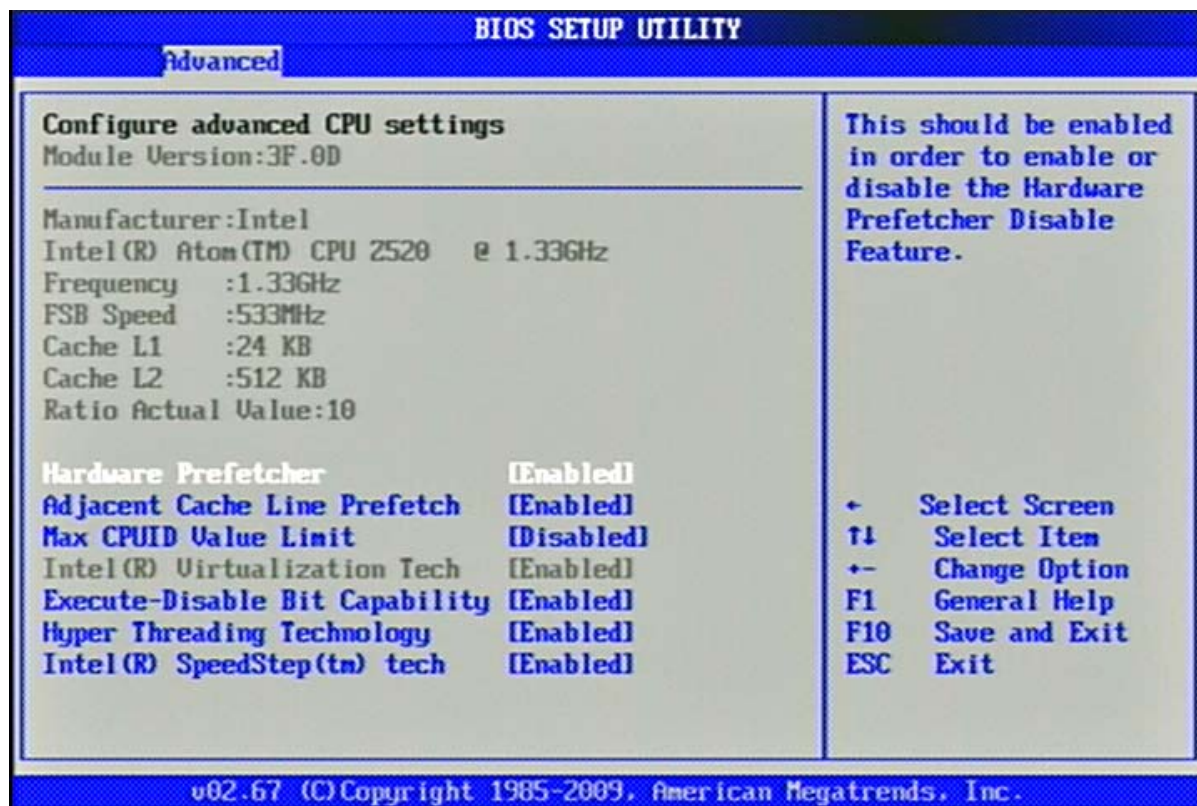 BIOS SETUP UTILITY
Advanced
Configure advanced CPU settings
Module Version:3F.0D
Manufacturer:Intel
Intel(R) Atom(TM) CPU Z520 @ 1.33GHz
Frequency :1.33GHz
FSB Speed :533MHz
Cache L1 :24 KB
Cache L2 :512 KB
Ratio Actual Value:10
Hardware Prefetcher [Enabled]
Adjacent Cache Line Prefetch [Enabled]
Max CPUID Value Limit [Disabled]
Intel(R) Virtualization Tech [Enabled]
Execute-Disable Bit Capability [Enabled]
Hyper Threading Technology [Enabled]
Intel(R) SpeedStep(tm) tech [Enabled]
This should be enabled
in order to enable or
disable the Hardware
Prefetcher Disable
Feature.
← Select Screen
↑↓ Select Item
+- Change Option
F1 General Help
F10 Save and Exit
ESC Exit
v02.67 (C)Copyright 1985-2009, American Megatrends, Inc.